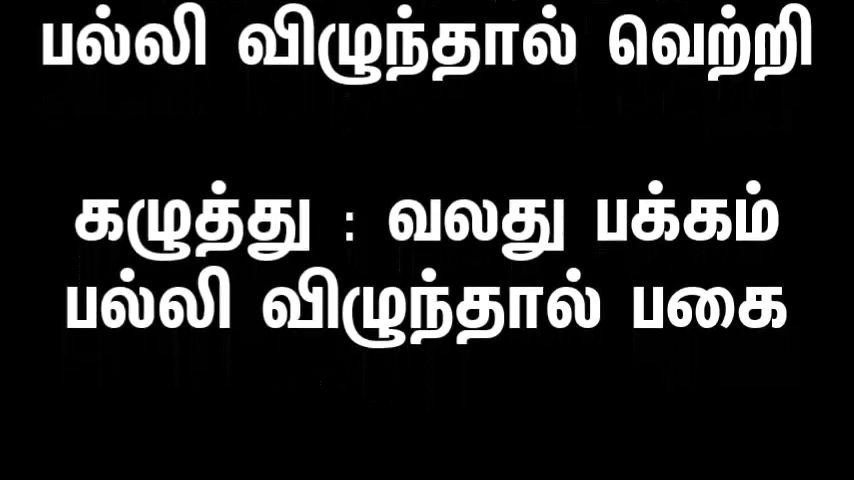 பல்லி விழுந்தால் வெற்றி
கழுத்து : வலது பக்கம்
பல்லி விழுந்தால் பகை